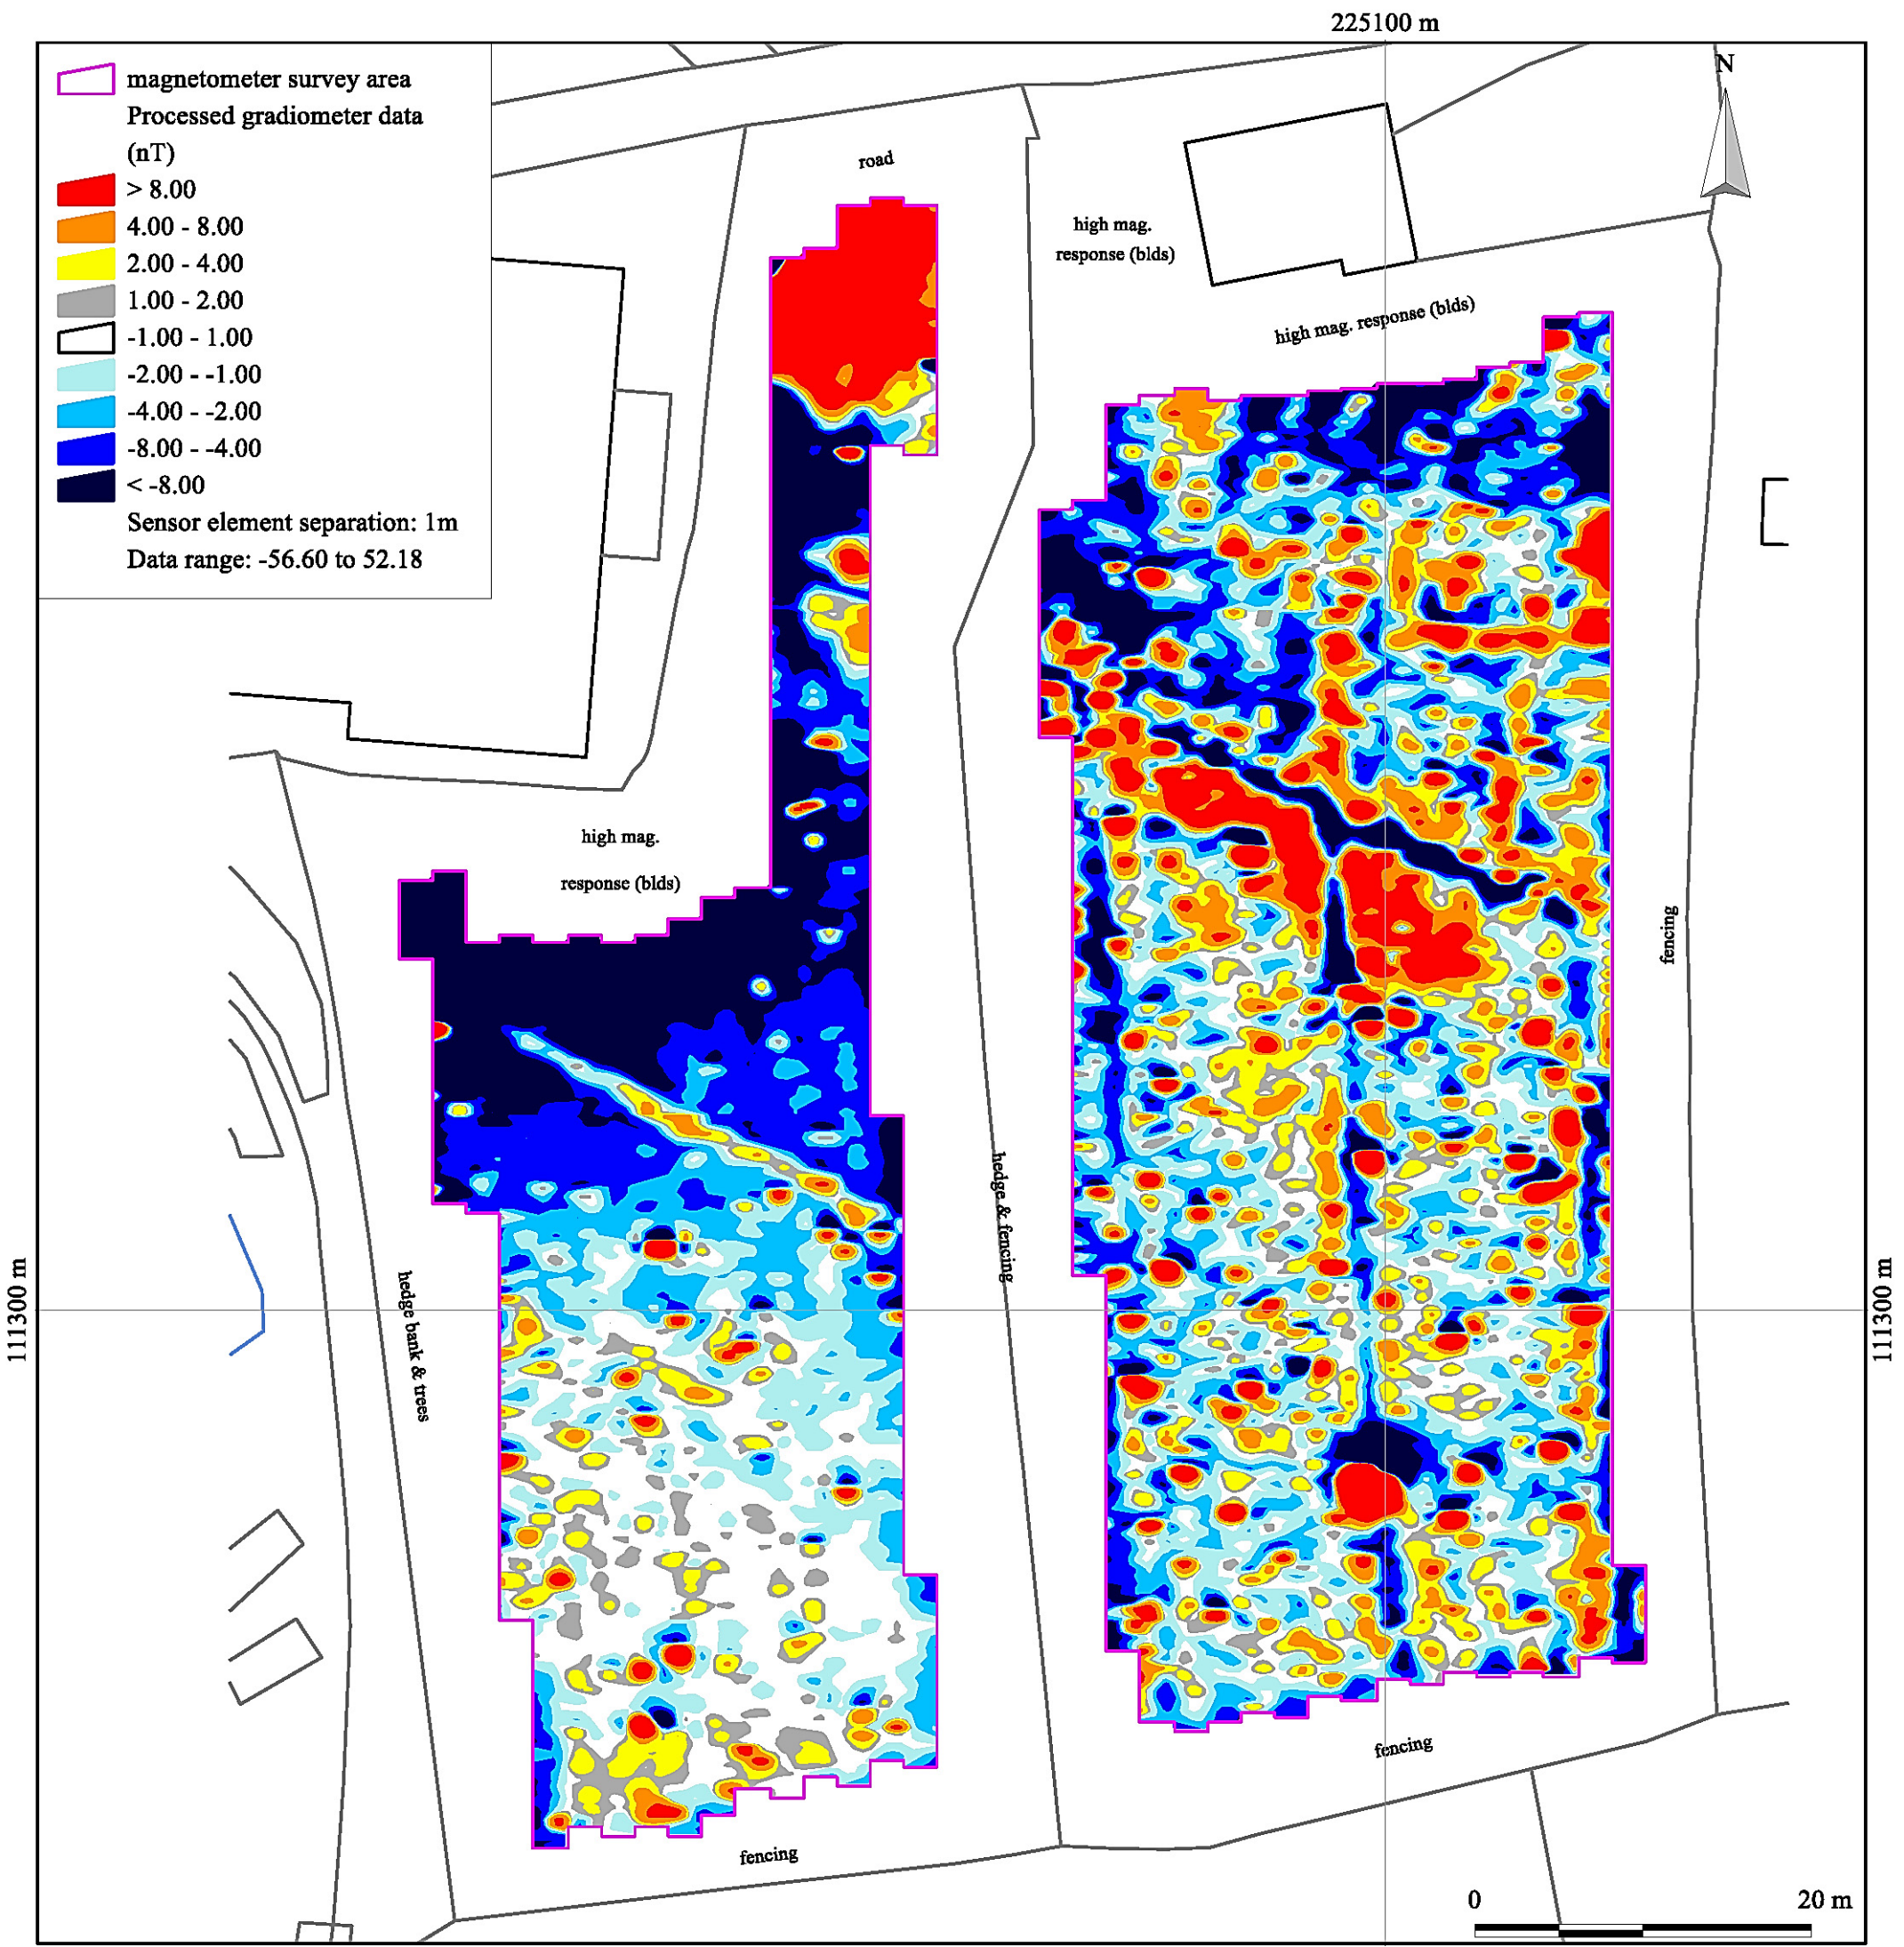 225100 m
magnetometer survey area
Processed gradiometer data
(nT)
> 8.00
4.00 - 8.00
2.00 - 4.00
1.00 - 2.00
-1.00 - 1.00
-2.00 - -1.00
-4.00 - -2.00
-8.00 - -4.00
< -8.00
Sensor element separation: 1m
Data range: -56.60 to 52.18
N
road
high mag.
response (blds)
high mag. response (blds)
high mag.
response (blds)
fencing
hedge & fencing
hedge bank & trees
111300 m
111300 m
fencing
fencing
0 20 m